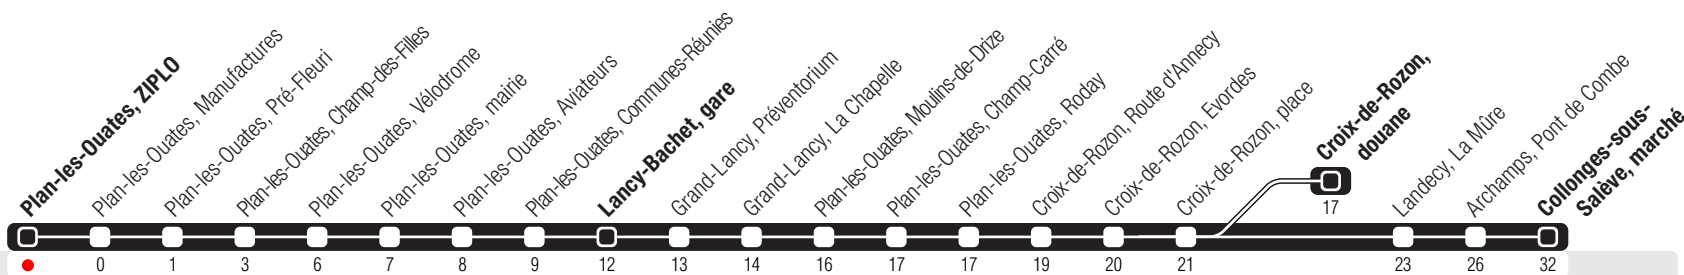 Plan-les-Ouates, ZIPLO
Plan-les-Ouates, Manufactures
Plan-les-Ouates, Pré-Fleuri
Plan-les-Ouates, Champ-des-Filles
Plan-les-Ouates, Vélodrome
Plan-les-Ouates, mairie
Plan-les-Ouates, Aviateurs
Plan-les-Ouates, Communes-Réunies
Lancy-Bachet, gare
Grand-Lancy, Préventorium
Grand-Lancy, La Chapelle
Plan-les-Ouates, Moulins-de-Drize
Plan-les-Ouates, Champ-Carré
Plan-les-Ouates, Roday
Croix-de-Rozon, Route d'Annecy
Croix-de-Rozon, Evordes
Croix-de-Rozon, place
Croix-de-Rozon,
douane
17
Landecy, La Mûre
Archamps, Pont de Combe
Collonges-sous-
Salève, marché
0 1 3 6 7 8 9 12 13 14 16 17 17 19 20 21 23 26 32